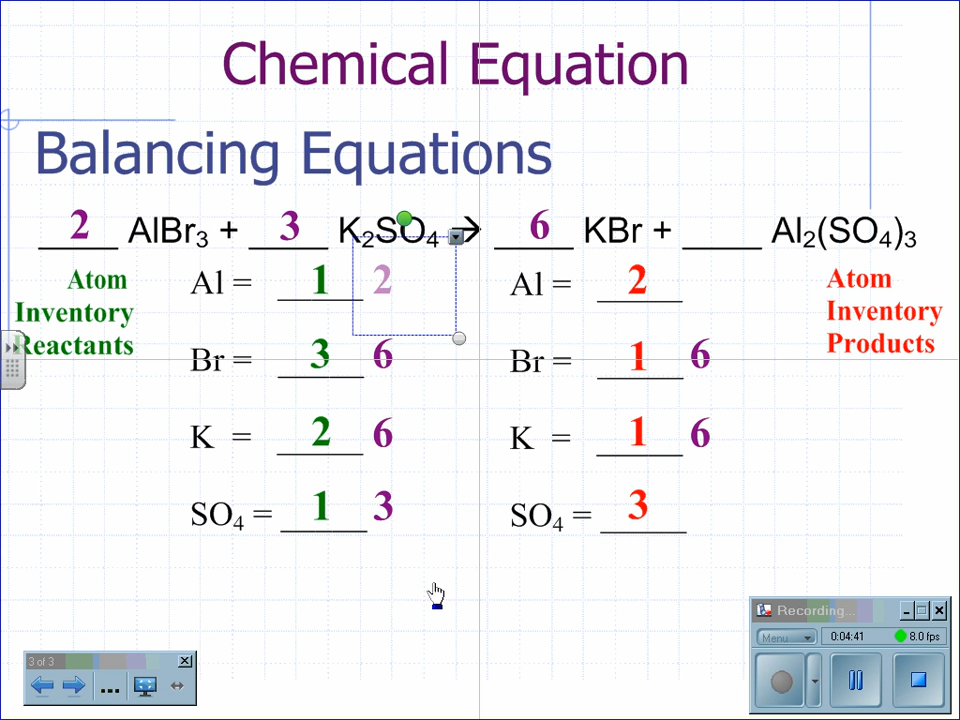 Chemical Equation
Balancing Equations
2 AlBr3 + 3 K2SO4 → 6 KBr + ____ Al2(SO4)3
Atom
Inventory
Reactants
Al = 1 2
Br = 3 6
K = 2 6
SO4 = 1 3
Al = 2
Br = 1 6
K = 1 6
SO4 = 3
Atom
Inventory
Products
3 of 3
...
Recording...
Menu
0:04:41
8.0 fps